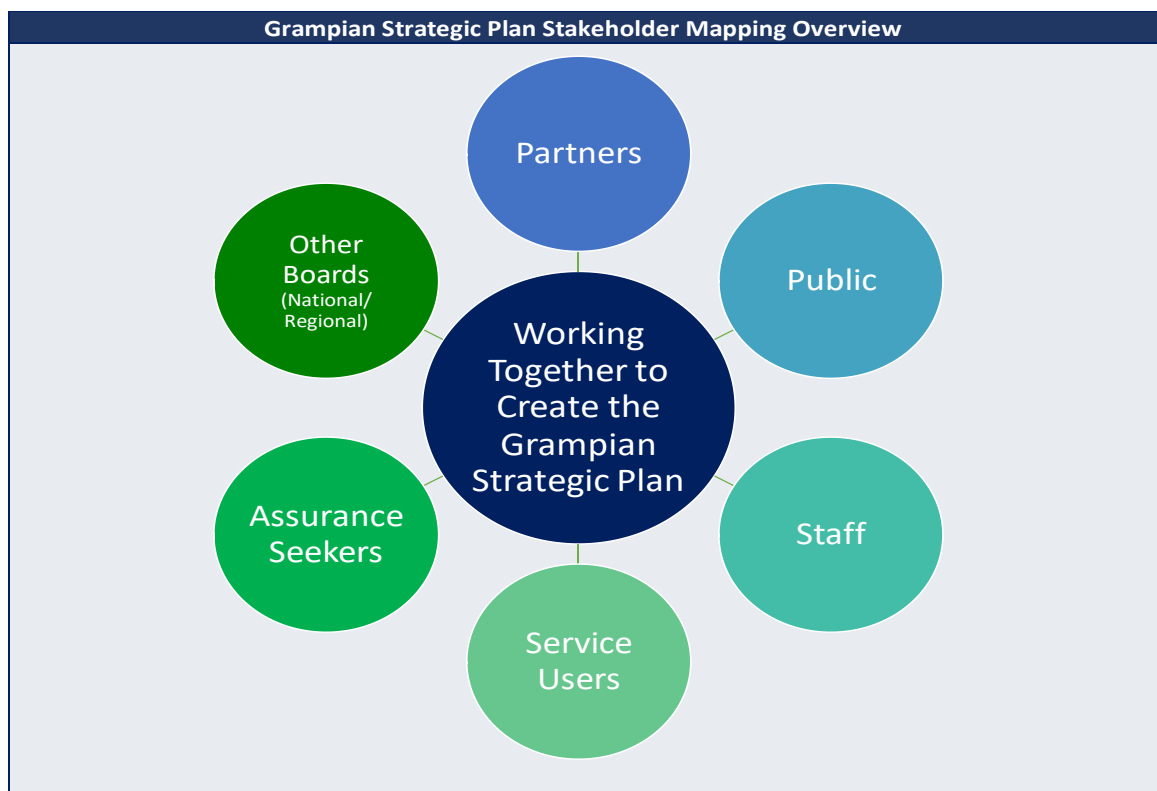 Grampian Strategic Plan Stakeholder Mapping Overview
Partners
Public
Staff
Service
Users
Assurance
Seekers
Other
Boards
(National/
Regional)
Working
Together to
Create the
Grampian
Strategic Plan